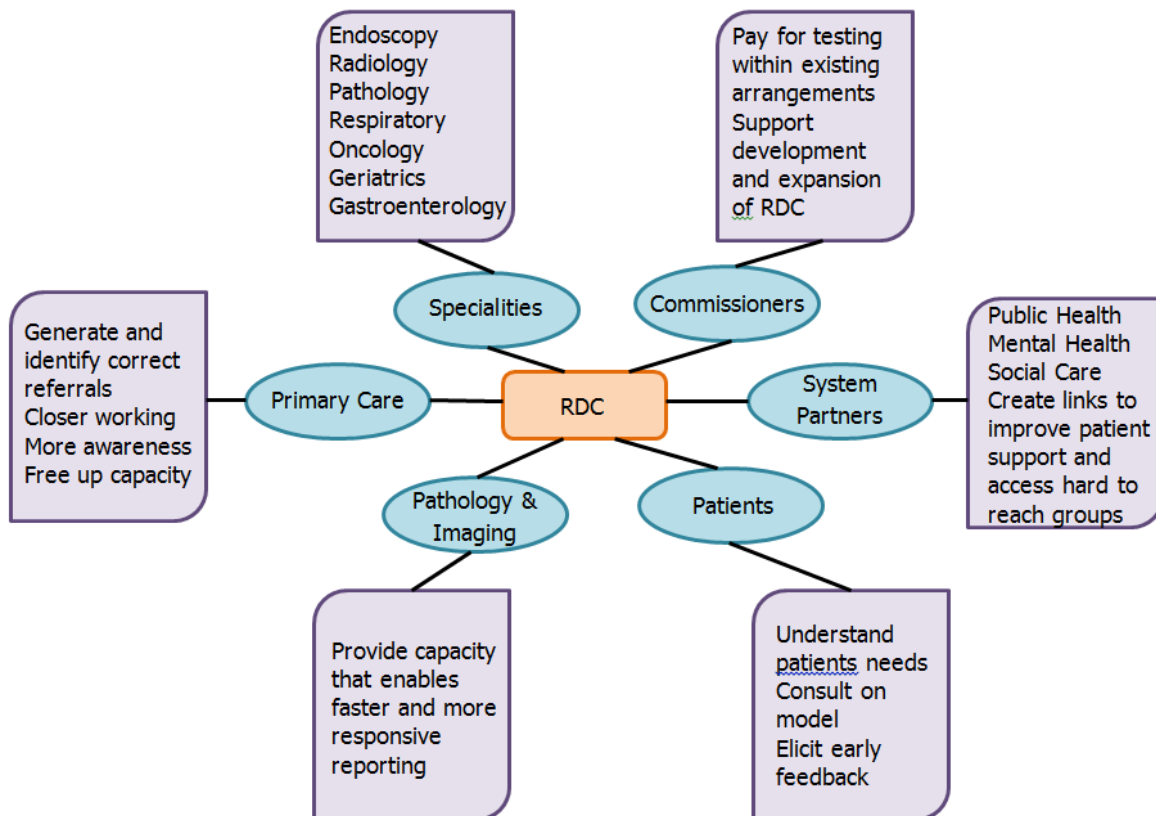 Endoscopy
Radiology
Pathology
Respiratory
Oncology
Geriatrics
Gastroenterology
Pay for testing
within existing
arrangements
Support
development
and expansion
of RDC
Specialities
Commissioners
Generate and
identify correct
referrals
Closer working
More awareness
Free up capacity
Primary Care
RDC
System
Partners
Public Health
Mental Health
Social Care
Create links to
improve patient
support and
access hard to
reach groups
Pathology &
Imaging
Patients
Provide capacity
that enables
faster and more
responsive
reporting
Understand
patients needs
Consult on
model
Elicit early
feedback